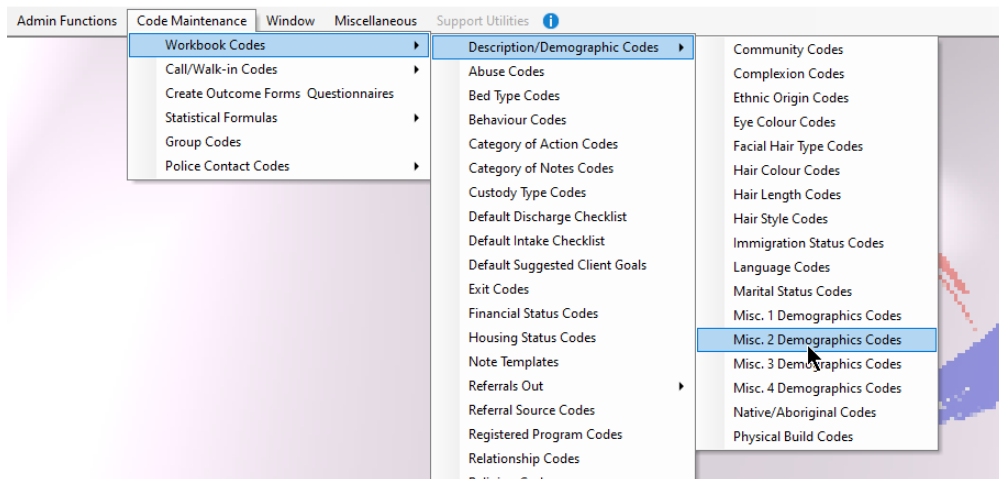 Admin Functions Code Maintenance Window Miscellaneous Support Utilities
Workbook Codes
Call/Walk-in Codes
Create Outcome Forms Questionnaires
Statistical Formulas
Group Codes
Police Contact Codes
Description/Demographic Codes
Abuse Codes
Bed Type Codes
Behaviour Codes
Category of Action Codes
Category of Notes Codes
Custody Type Codes
Default Discharge Checklist
Default Intake Checklist
Default Suggested Client Goals
Exit Codes
Financial Status Codes
Housing Status Codes
Note Templates
Referrals Out
Referral Source Codes
Registered Program Codes
Relationship Codes
Community Codes
Complexion Codes
Ethnic Origin Codes
Eye Colour Codes
Facial Hair Type Codes
Hair Colour Codes
Hair Length Codes
Hair Style Codes
Immigration Status Codes
Language Codes
Marital Status Codes
Misc. 1 Demographics Codes
Misc. 2 Demographics Codes
Misc. 3 Demographics Codes
Misc. 4 Demographics Codes
Native/Aboriginal Codes
Physical Build Codes